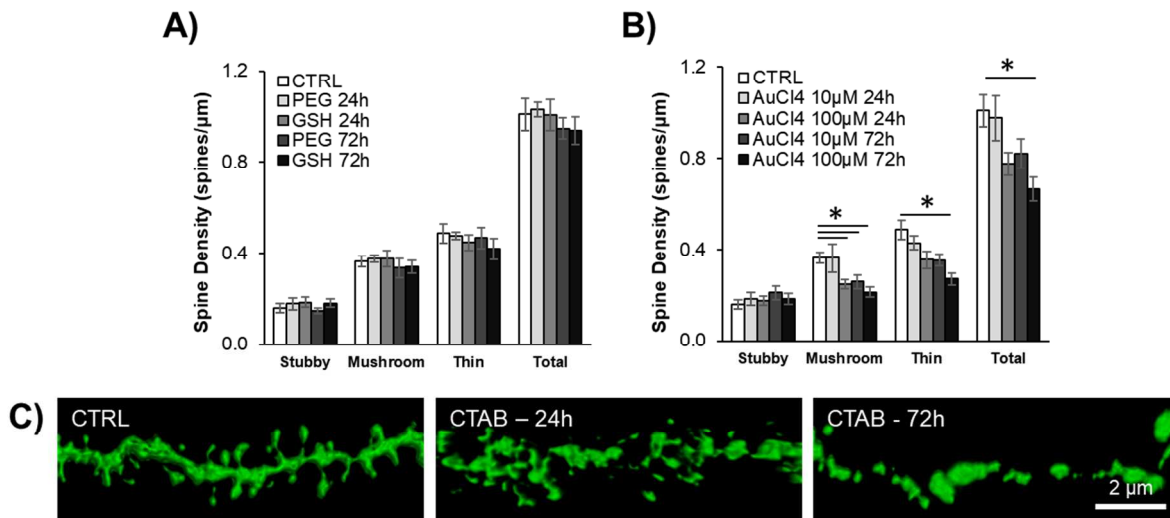 A)
Spine Density (spines/µm)
1.2
0.8
0.4
0.0
CTRL
PEG 24h
GSH 24h
PEG 72h
GSH 72h
Stubby Mushroom Thin Total
B)
Spine Density (spines/µm)
1.2
0.8
0.4
0.0
CTRL
AuCl4 10µM 24h
AuCl4 100µM 24h
AuCl4 10µM 72h
AuCl4 100µM 72h
*
*
*
Stubby Mushroom Thin Total
C)
CTRL
CTAB – 24h
CTAB - 72h
2 µm